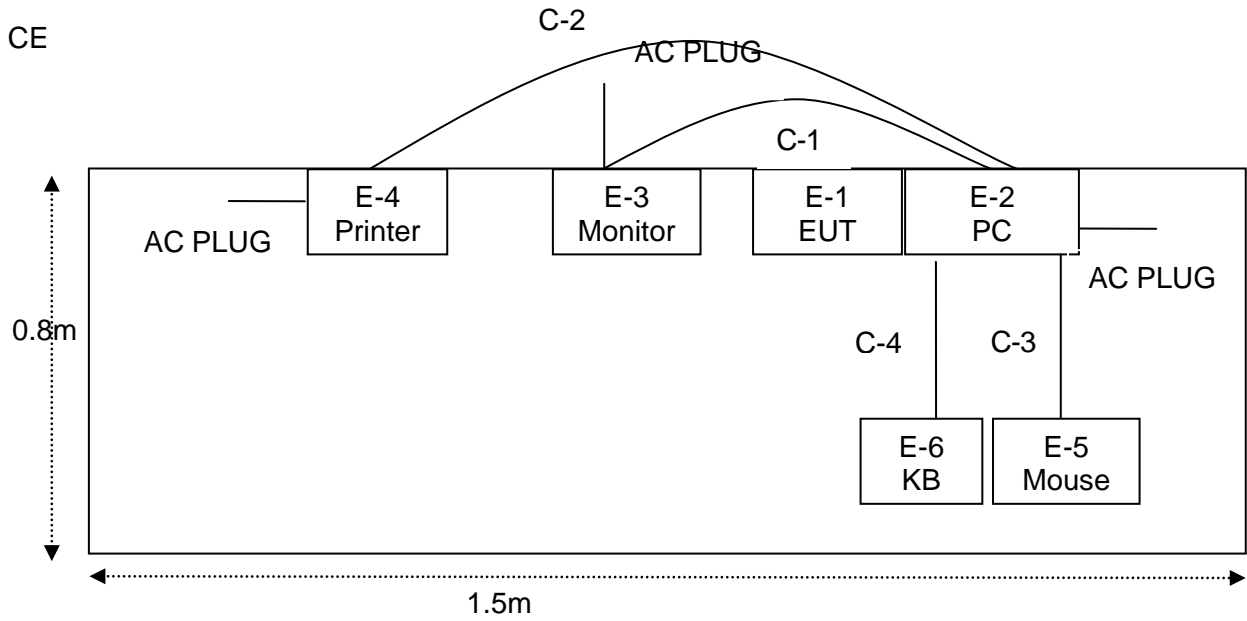 C-2
CE
AC PLUG
C-1
E-4
Printer
E-3
Monitor
E-1
EUT
E-2
PC
AC PLUG
AC PLUG
0.8m
C-4
C-3
E-6
KB
E-5
Mouse
1.5m